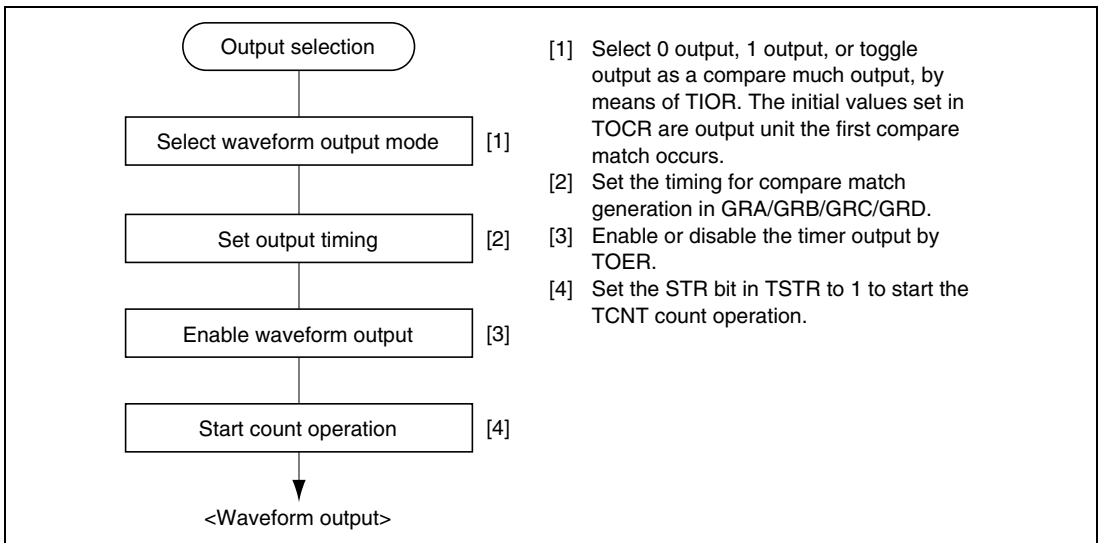 Output selection
Select waveform output mode [1]
Set output timing [2]
Enable waveform output [3]
Start count operation [4]
<Waveform output>
[1] Select 0 output, 1 output, or toggle
output as a compare much output, by
means of TIOR. The initial values set in
TOCR are output unit the first compare
match occurs.
[2] Set the timing for compare match
generation in GRA/GRB/GRC/GRD.
[3] Enable or disable the timer output by
TOER.
[4] Set the STR bit in TSTR to 1 to start the
TCNT count operation.